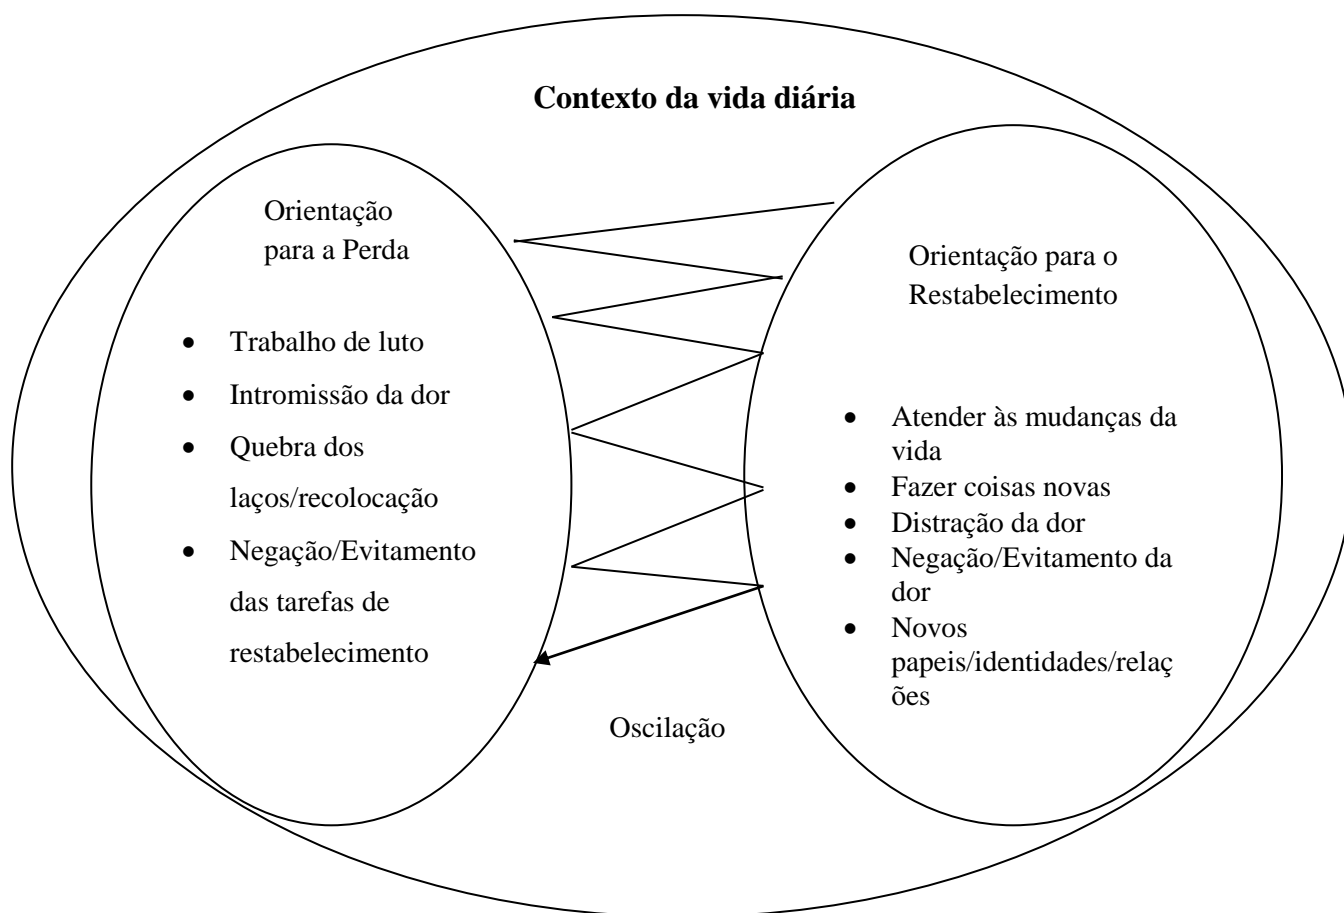 Contexto da vida diária
Orientação
para a Perda
• Trabalho de luto
• Intromissão da dor
• Quebra dos
laços/recolocação
• Negação/Evitamento
das tarefas de
restabelecimento
Orientação para o
Restabelecimento
• Atender às mudanças da
vida
• Fazer coisas novas
• Distração da dor
• Negação/Evitamento da
dor
• Novos
papeis/identidades/relaç
ões
Oscilação